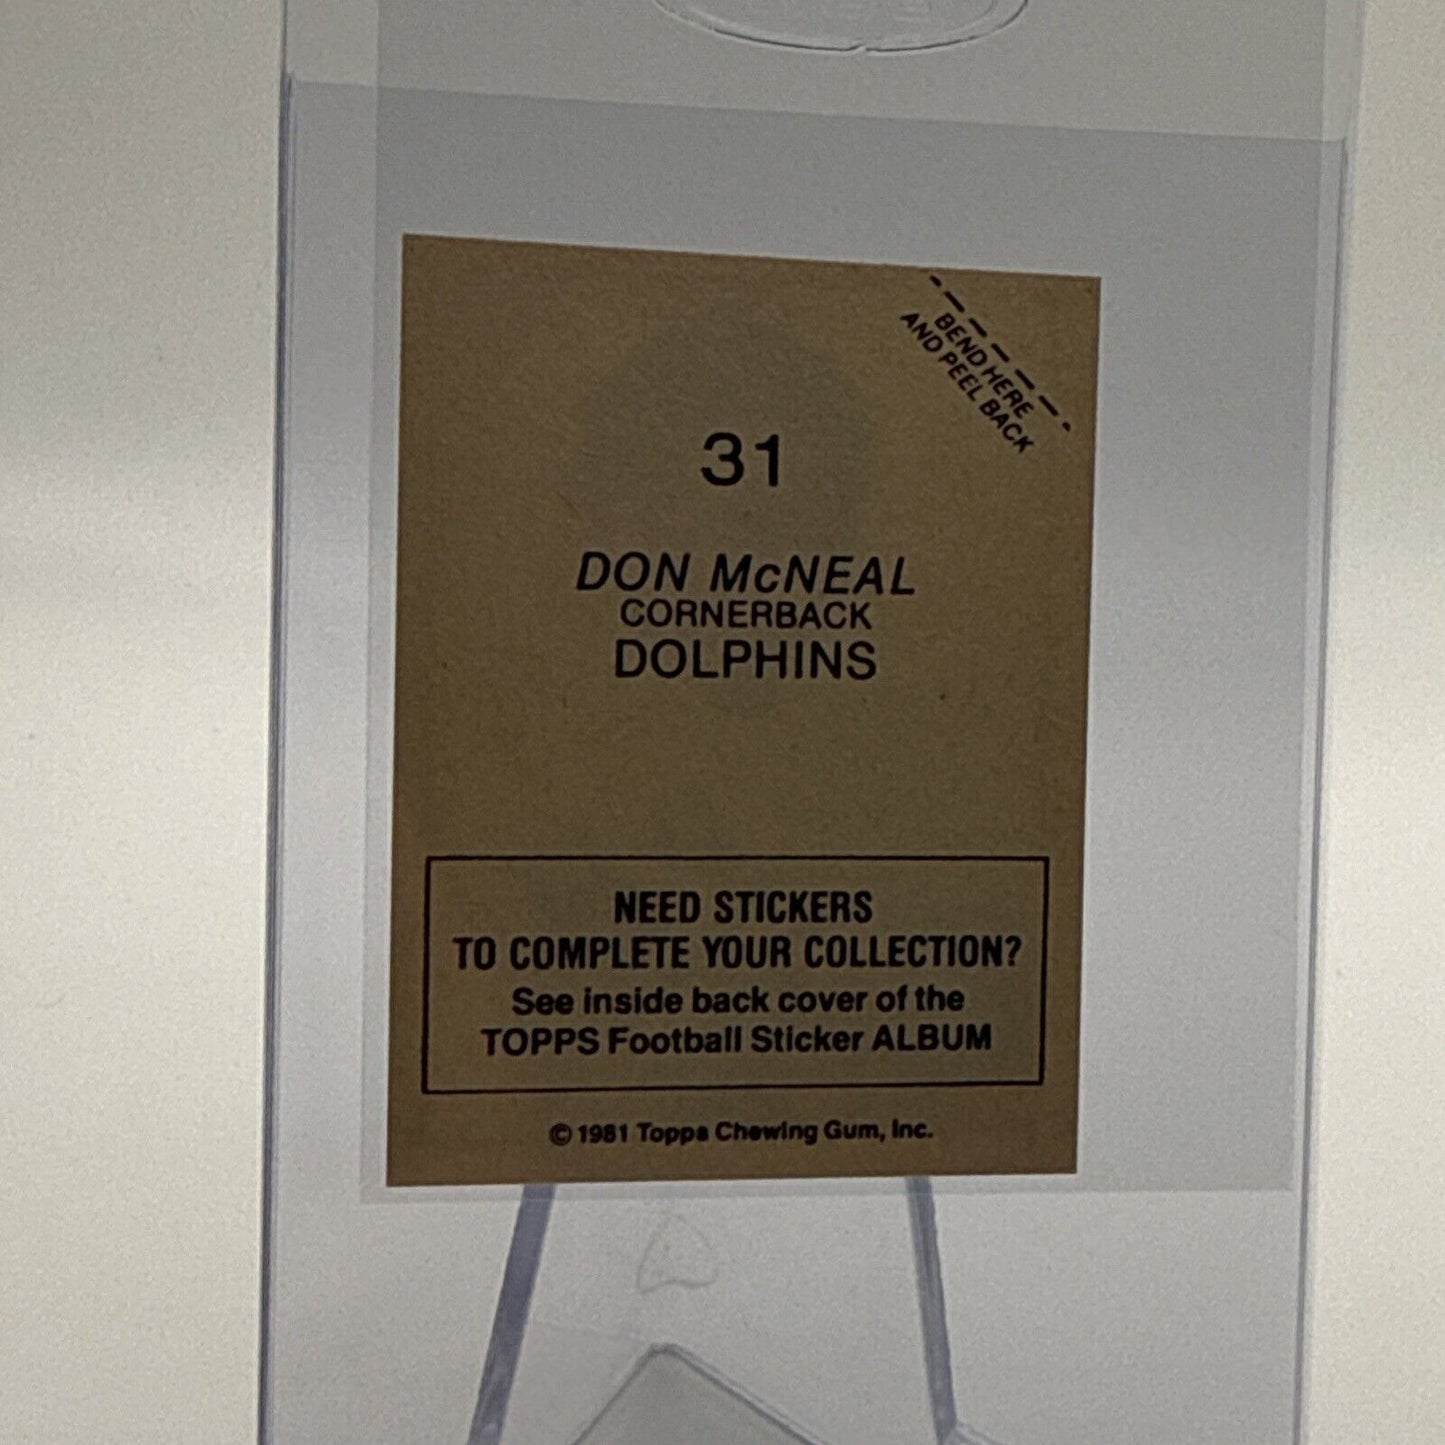 BEND HERE
AND PEEL BACK
31
DON McNEAL
CORNERBACK
DOLPHINS
NEED STICKERS
TO COMPLETE YOUR COLLECTION?
See inside back cover of the
TOPPS Football Sticker ALBUM
© 1981 Topps Chewing Gum, Inc.